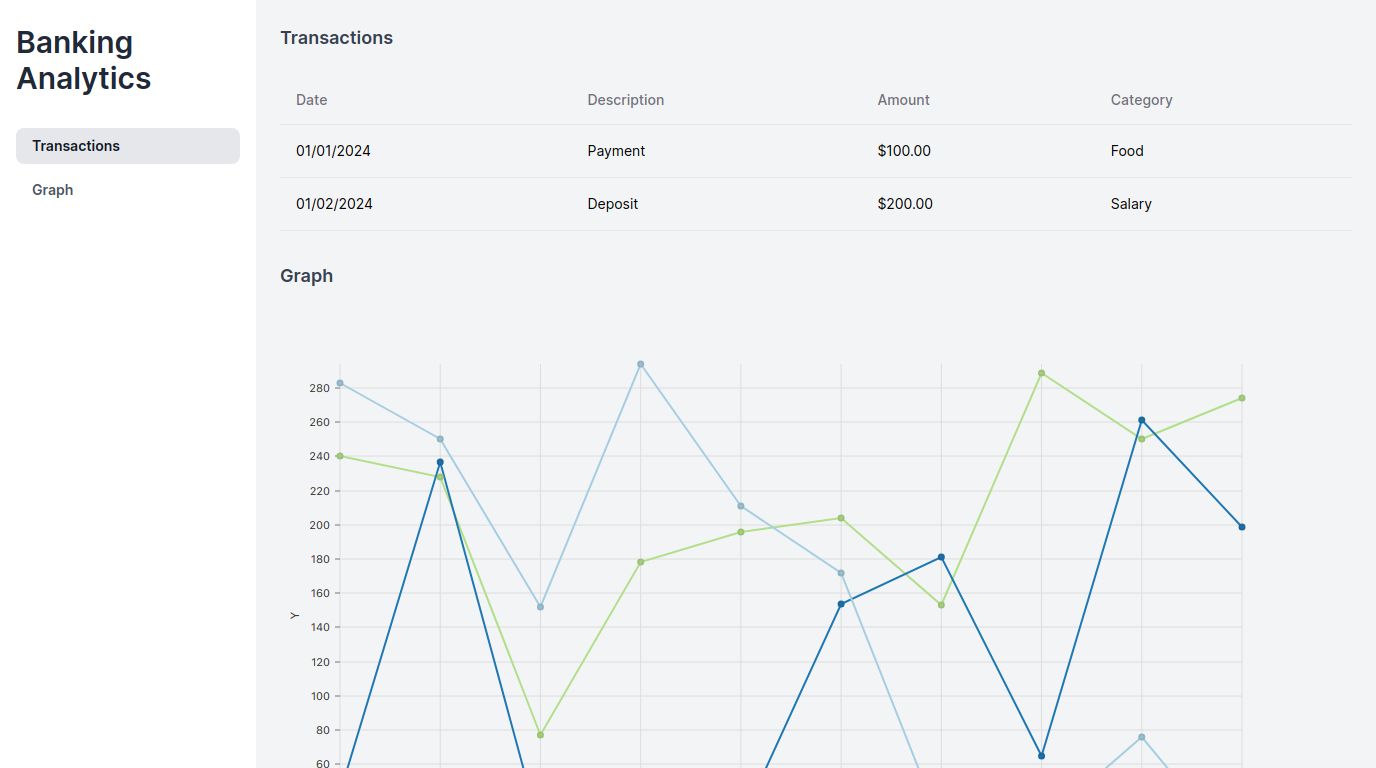 Banking
Analytics
Transactions
Graph
Transactions
Date Description Amount Category
01/01/2024 Payment $100.00 Food
01/02/2024 Deposit $200.00 Salary
Graph
280
260
240
220
200
180
160
Y
140
120
100
80
60